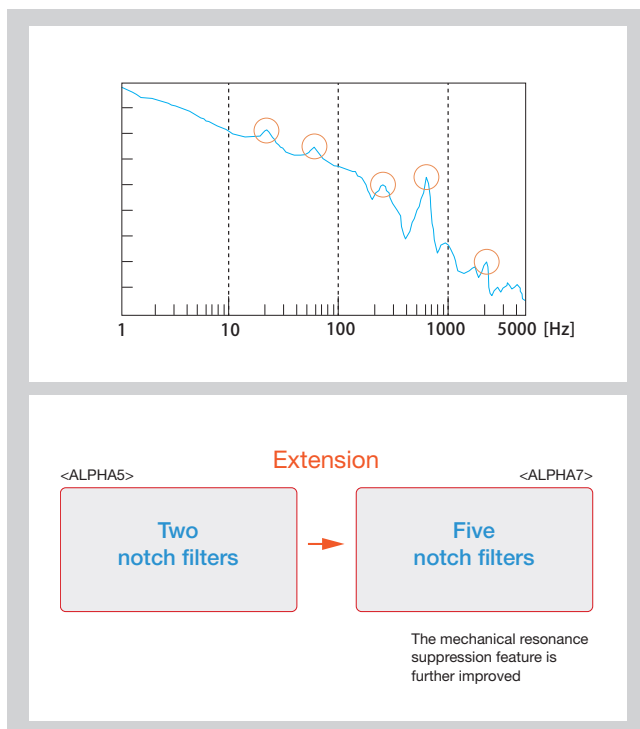 1 10 100 1000 5000 [Hz]
Extension
<ALPHA5> <ALPHA7>
Two
notch filters
Five
notch filters
The mechanical resonance
suppression feature is
further improved